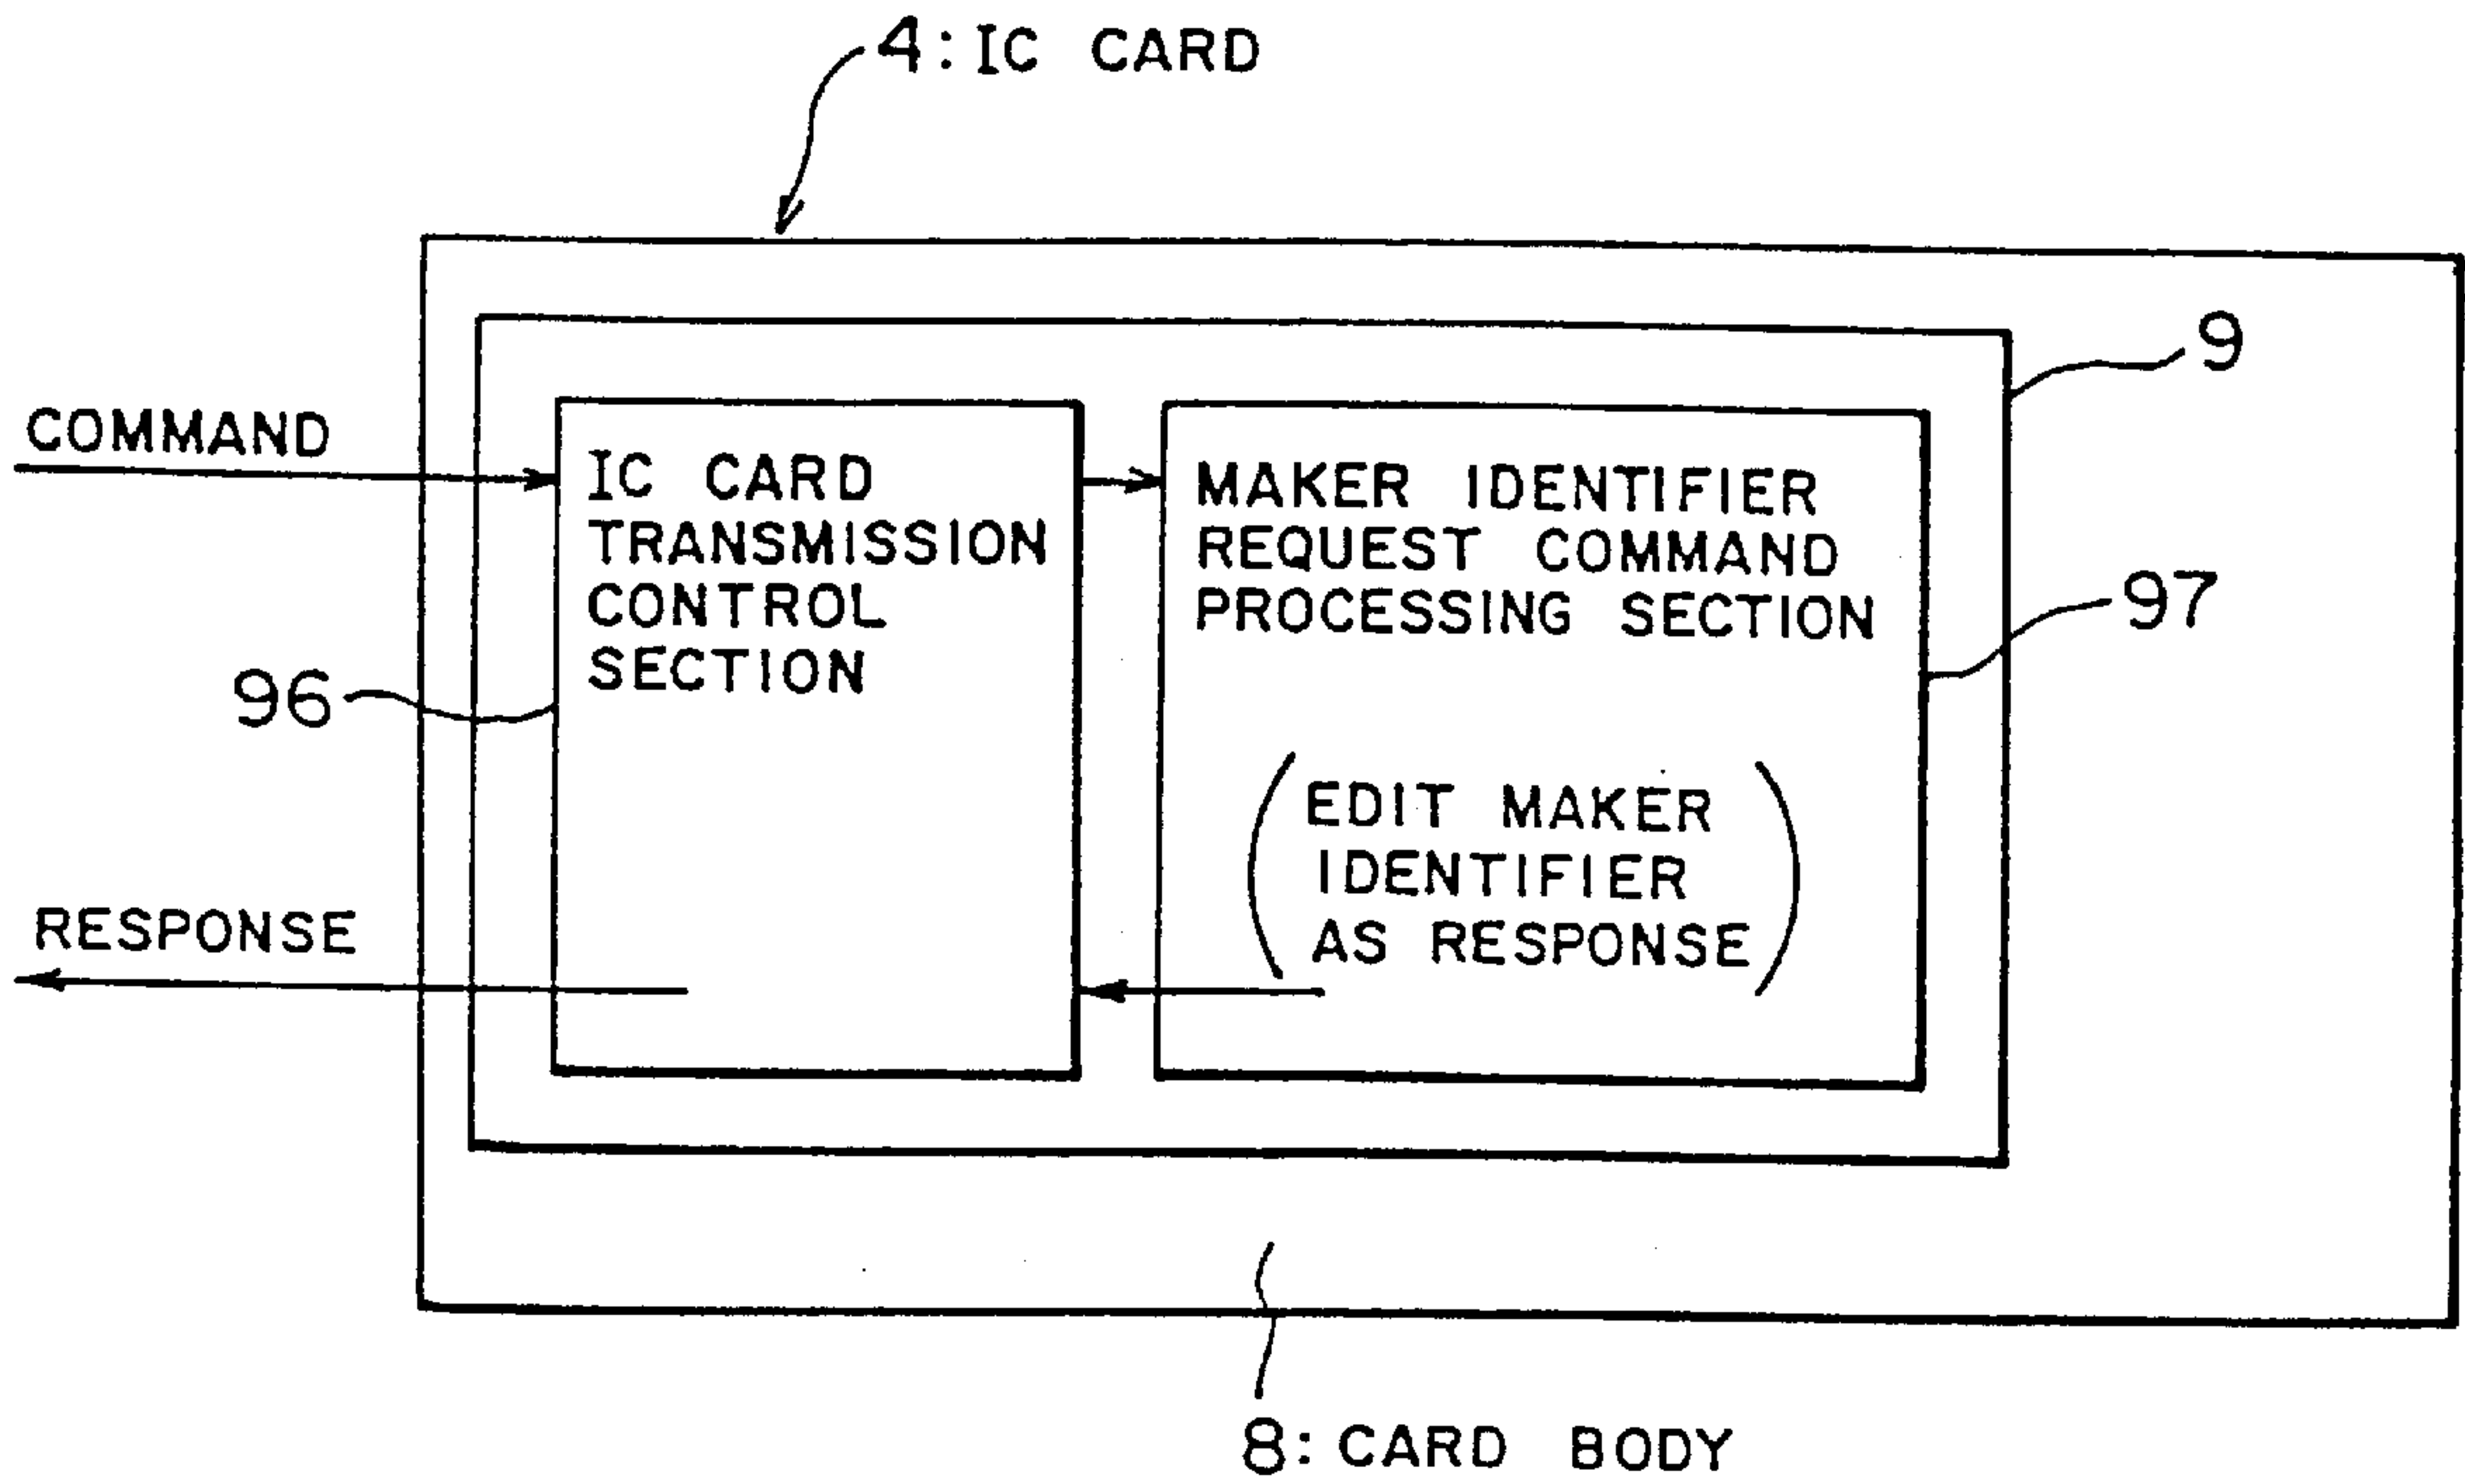 4: IC CARD
9
COMMAND
IC CARD
TRANSMISSION
CONTROL
SECTION
MAKER IDENTIFIER
REQUEST COMMAND
PROCESSING SECTION
97
96
(EDIT MAKER
IDENTIFIER
AS RESPONSE)
RESPONSE
8: CARD BODY